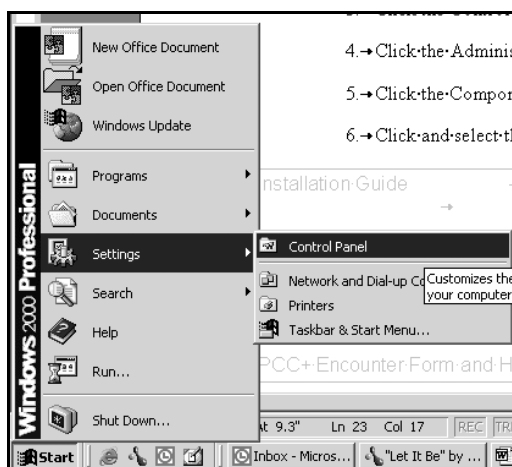 4.→Click·the·Adminis
5.→Click·the·Compor
6.→Click·and·select·t
nstallation·Guide
→
PCC+·Encounter·Form·and·H
New Office Document
Open Office Document
Windows Update
Programs
Documents
Settings
Search
Help
Run...
Shut Down...
Windows 2000 Professional
Control Panel
Network and Dial-up Co
Printers
Taskbar & Start Menu...
Customizes the
your computer
At 9.3" Ln 23 Col 17 REC TR
Start Inbox - Micros... "Let It Be" by ...